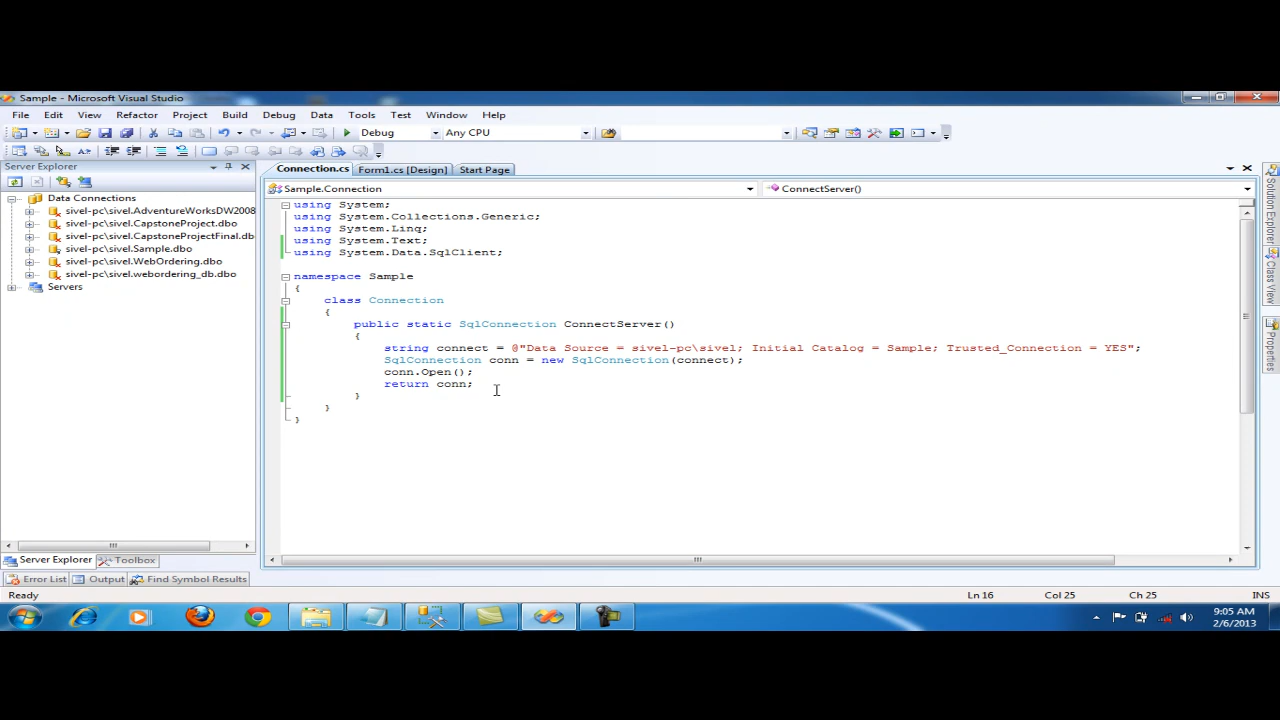 Sample - Microsoft Visual Studio
File Edit View Refactor Project Build Debug Data Tools Test Window Help
Debug Any CPU
Server Explorer
Connection.cs Form1.cs [Design] Start Page
Sample.Connection ConnectServer()
Data Connections
sivel-pc\sivel.AdventureWorksDW2008
sivel-pc\sivel.CapstoneProject.dbo
sivel-pc\sivel.CapstoneProjectFinal.db
sivel-pc\sivel.Sample.dbo
sivel-pc\sivel.WebOrdering.dbo
sivel-pc\sivel.webordering_db.dbo
Servers
using System;
using System.Collections.Generic;
using System.Linq;
using System.Text;
using System.Data.SqlClient;
namespace Sample
{
class Connection
{
public static SqlConnection ConnectServer()
{
string connect = @"Data Source = sivel-pc\sivel; Initial Catalog = Sample; Trusted_Connection = YES";
SqlConnection conn = new SqlConnection(connect);
conn.Open();
return conn;
}
}
}
Solution Explorer
Class View
Properties
Server Explorer Toolbox
Error List Output Find Symbol Results
Ready Ln 16 Col 25 Ch 25 INS
9:05 AM
2/6/2013